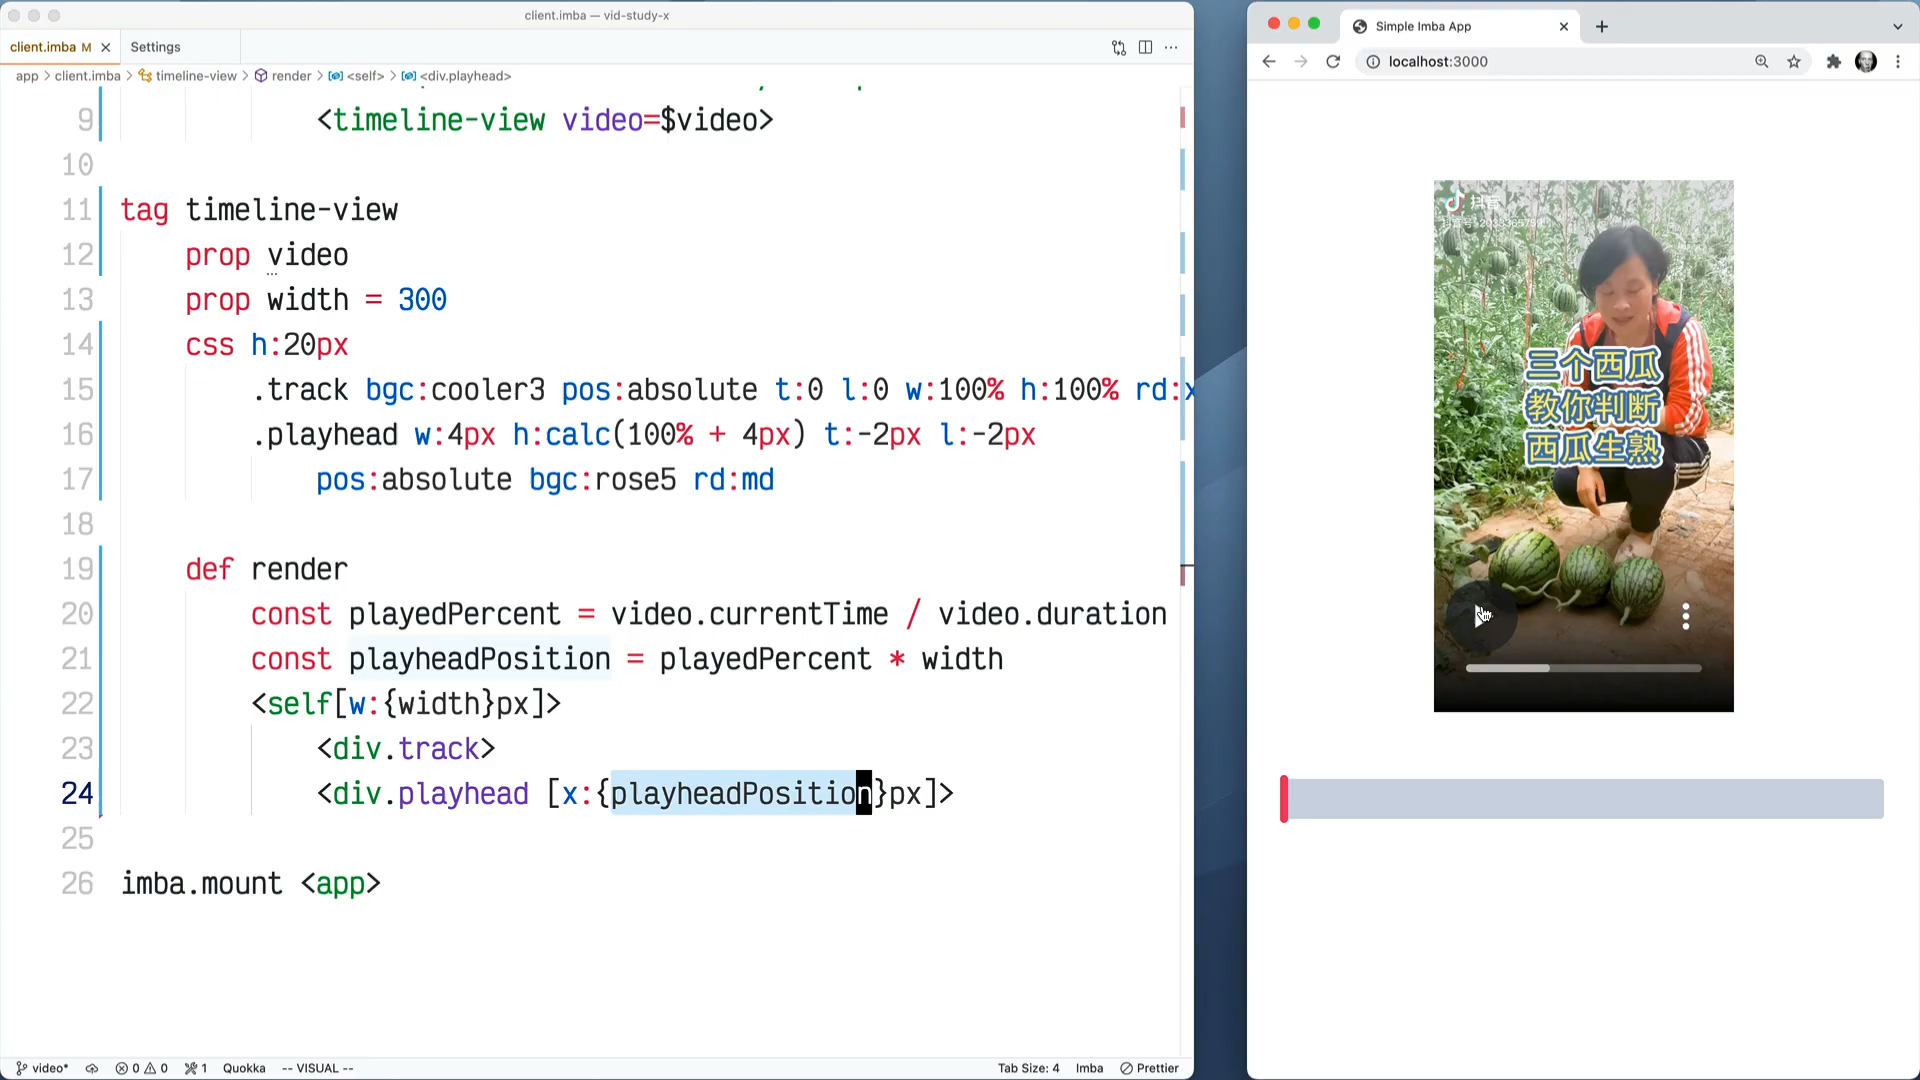 client.imba — vid-study-x
client.imba M
Settings
app > client.imba > timeline-view > render > <self> > <div.playhead>
9 <timeline-view video=$video>
10
11 tag timeline-view
12 prop video
13 prop width = 300
14 css h:20px
15 .track bgc:cooler3 pos:absolute t:0 l:0 w:100% h:100% rd:x
16 .playhead w:4px h:calc(100% + 4px) t:-2px l:-2px
17 pos:absolute bgc:rose5 rd:md
18
19 def render
20 const playedPercent = video.currentTime / video.duration
21 const playheadPosition = playedPercent * width
22 <self[w:{width}px]>
23 <div.track>
24 <div.playhead [x:{playheadPosition}px]>
25
26 imba.mount <app>
video*
0
0
1
Quokka
-- VISUAL --
Tab Size: 4
Imba
Prettier
Simple Imba App
localhost:3000
抖音
三个西瓜
教你判断
西瓜生熟